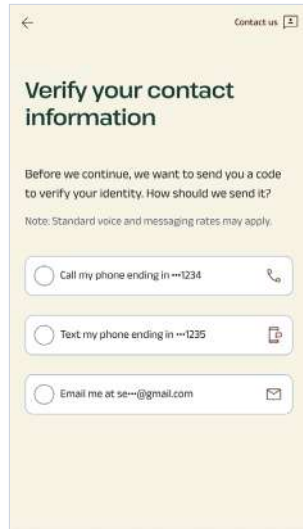 Contact us
Verify your contact
information
Before we continue, we want to send you a code
to verify your identity. How should we send it?
Note: Standard voice and messaging rates may apply.
Call my phone ending in •••1234
Text my phone ending in •••1235
Email me at se•••@gmail.com